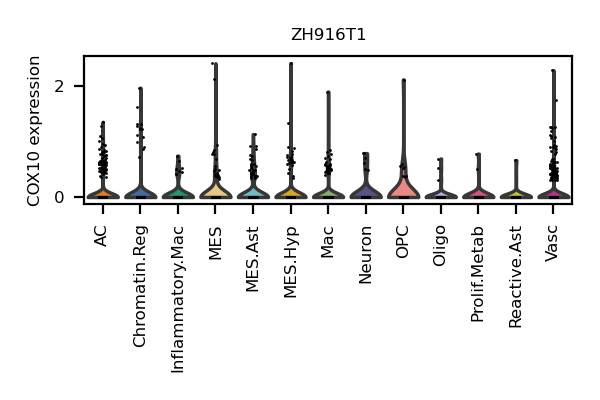 ZH916T1
COX10 expression
2
0
AC
Chromatin.Reg
Inflammatory.Mac
MES
MES.Ast
MES.Hyp
Mac
Neuron
OPC
Oligo
Prolif.Metab
Reactive.Ast
Vasc